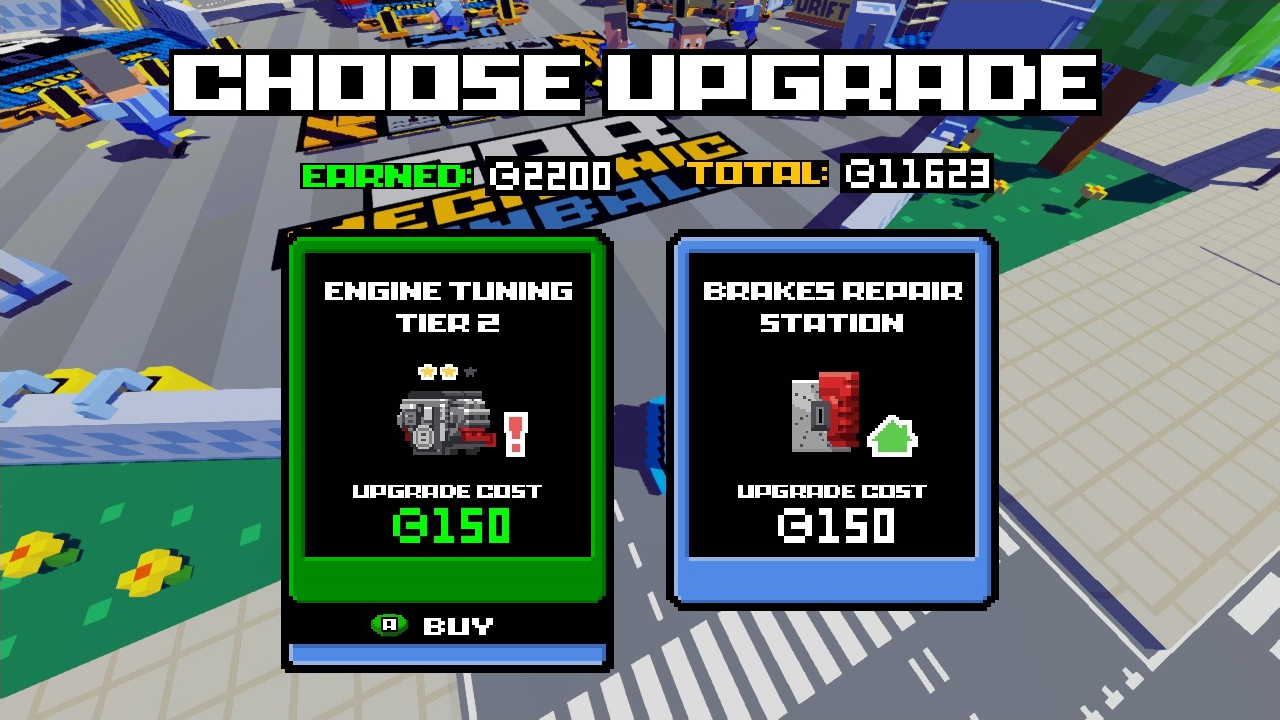 DRIFT
CHOOSE UPGRADE
EARNED: 2200 TOTAL: 11623
ENGINE TUNING
TIER 2
UPGRADE COST
150
A BUY
BRAKES REPAIR
STATION
UPGRADE COST
150